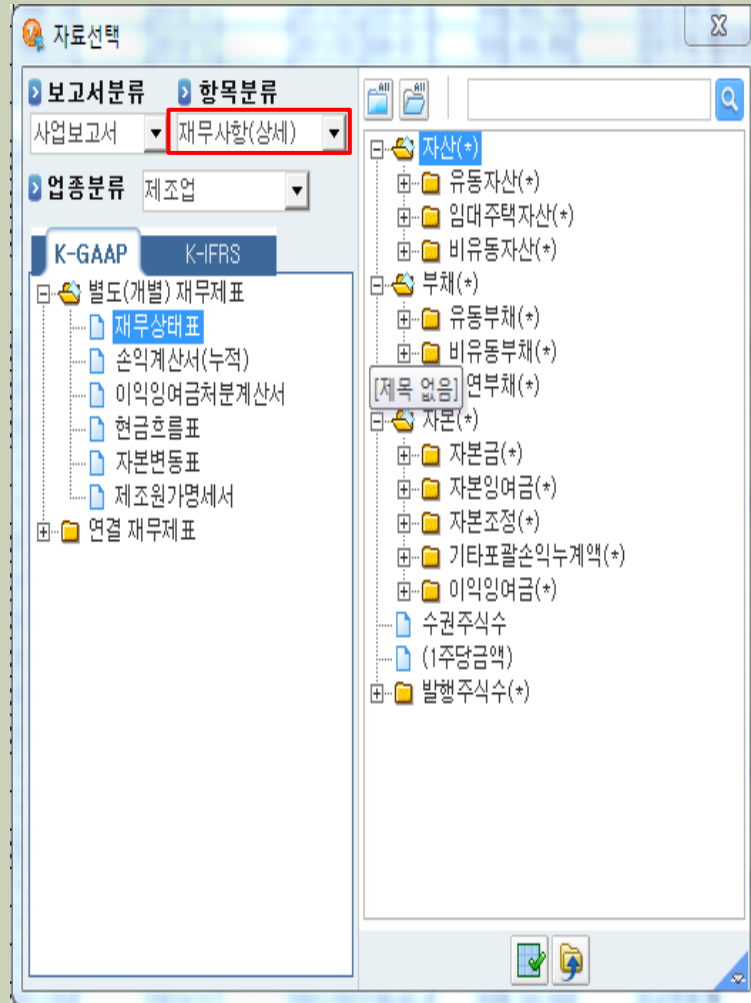 자료선택
보고서분류 항목분류
사업보고서 재무사항(상세)
업종분류 제조업
K-GAAP K-IFRS
별도(개별) 재무제표
재무상태표
손익계산서(누적)
이익잉여금처분계산서
현금흐름표
자본변동표
제조원가명세서
연결 재무제표
All All
자산(*)
유동자산(*)
임대주택자산(*)
비유동자산(*)
부채(*)
유동부채(*)
비유동부채(*)
[제목 없음] 연부채(*)
자본(*)
자본금(*)
자본잉여금(*)
자본조정(*)
기타포괄손익누계액(*)
이익잉여금(*)
수권주식수
(1주당금액)
발행주식수(*)